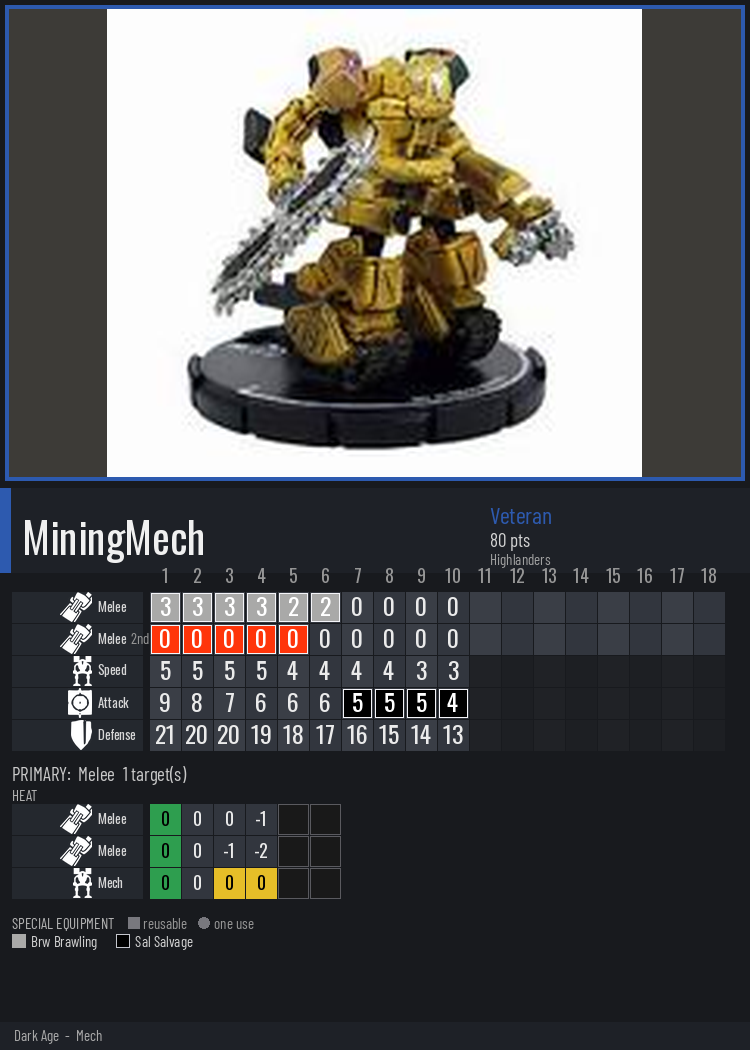 MiningMech
Veteran
80 pts
Highlanders
1 2 3 4 5 6 7 8 9 10 11 12 13 14 15 16 17 18
Melee 3 3 3 3 2 2 0 0 0 0
Melee 2nd 0 0 0 0 0 0 0 0 0 0
Speed 5 5 5 5 4 4 4 4 3 3
Attack 9 8 7 6 6 6 5 5 5 4
Defense 21 20 20 19 18 17 16 15 14 13
PRIMARY: Melee 1 target(s)
HEAT
Melee 0 0 0 -1
Melee 0 0 -1 -2
Mech 0 0 0 0
SPECIAL EQUIPMENT reusable one use
Brw Brawling Sal Salvage
Dark Age - Mech